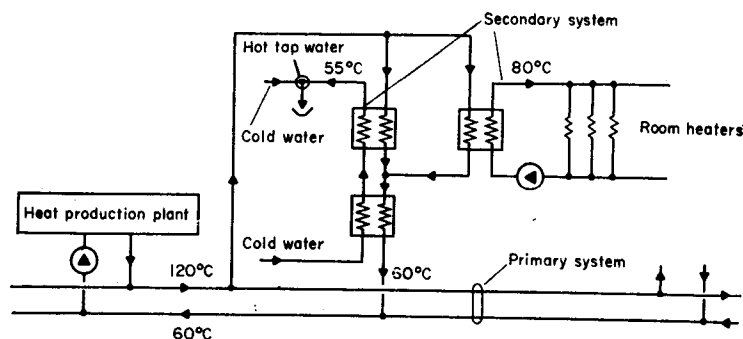 Secondary system
Hot tap water
55°C
80°C
Cold water
Room heaters
Heat production plant
Cold water
120°C
60°C
Primary system
60°C